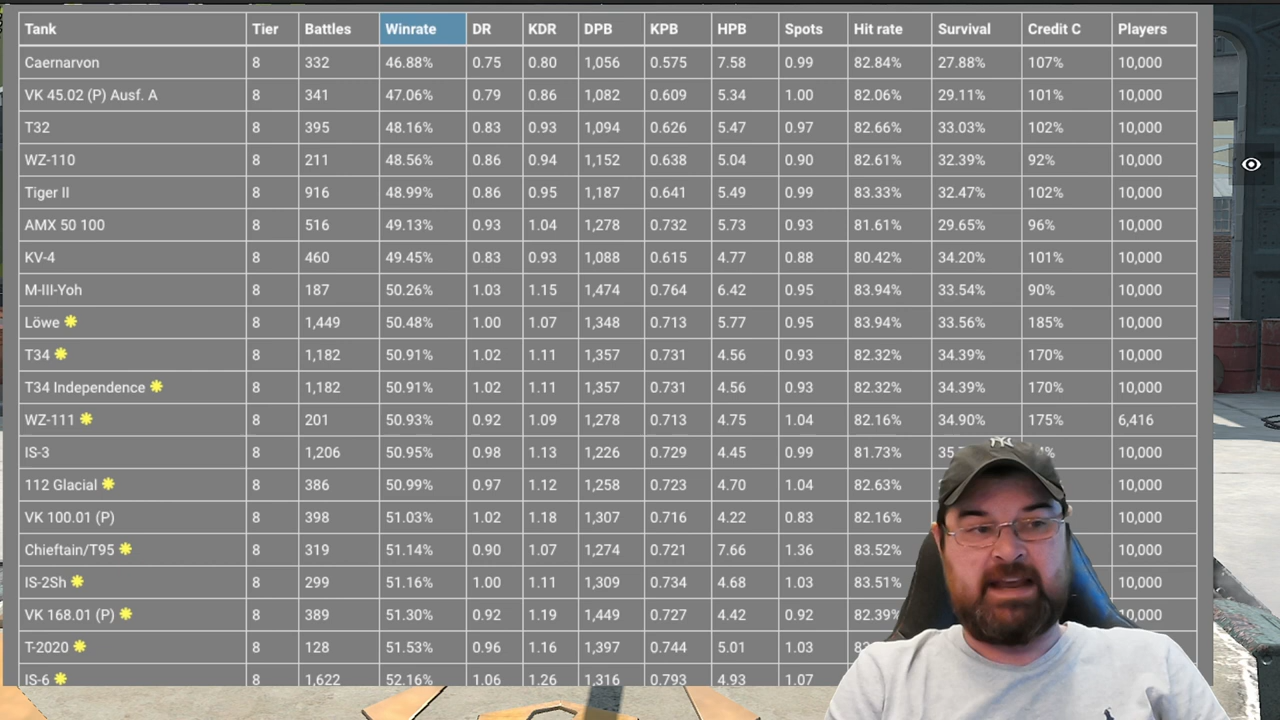 Tank Tier Battles Winrate DR KDR DPB KPB HPB Spots Hit rate Survival Credit C Players
Caernarvon 8 332 46.88% 0.75 0.80 1,056 0.575 7.58 0.99 82.84% 27.88% 107% 10,000
VK 45.02 (P) Ausf. A 8 341 47.06% 0.79 0.86 1,082 0.609 5.34 1.00 82.06% 29.11% 101% 10,000
T32 8 395 48.16% 0.83 0.93 1,094 0.626 5.47 0.97 82.66% 33.03% 102% 10,000
WZ-110 8 211 48.56% 0.86 0.94 1,152 0.638 5.04 0.90 82.61% 32.39% 92% 10,000
Tiger II 8 916 48.99% 0.86 0.95 1,187 0.641 5.49 0.99 83.33% 32.47% 102% 10,000
AMX 50 100 8 516 49.13% 0.93 1.04 1,278 0.732 5.73 0.93 81.61% 29.65% 96% 10,000
KV-4 8 460 49.45% 0.83 0.93 1,088 0.615 4.77 0.88 80.42% 34.20% 101% 10,000
M-III-Yoh 8 187 50.26% 1.03 1.15 1,474 0.764 6.42 0.95 83.94% 33.54% 90% 10,000
Löwe 8 1,449 50.48% 1.00 1.07 1,348 0.713 5.77 0.95 83.94% 33.56% 185% 10,000
T34 8 1,182 50.91% 1.02 1.11 1,357 0.731 4.56 0.93 82.32% 34.39% 170% 10,000
T34 Independence 8 1,182 50.91% 1.02 1.11 1,357 0.731 4.56 0.93 82.32% 34.39% 170% 10,000
WZ-111 8 201 50.93% 0.92 1.09 1,278 0.713 4.75 1.04 82.16% 34.90% 175% 6,416
IS-3 8 1,206 50.95% 0.98 1.13 1,226 0.729 4.45 0.99 81.73% 10,000
112 Glacial 8 386 50.99% 0.97 1.12 1,258 0.723 4.70 1.04 82.63% 10,000
VK 100.01 (P) 8 398 51.03% 1.02 1.18 1,307 0.716 4.22 0.83 82.16% 10,000
Chieftain/T95 8 319 51.14% 0.90 1.07 1,274 0.721 7.66 1.36 83.52% 10,000
IS-2Sh 8 299 51.16% 1.00 1.11 1,309 0.734 4.68 1.03 83.51% 10,000
VK 168.01 (P) 8 389 51.30% 0.92 1.19 1,449 0.727 4.42 0.92 82.39% 10,000
T-2020 8 128 51.53% 0.96 1.16 1,397 0.744 5.01 1.03 10,000
IS-6 8 1,622 52.16% 1.06 1.26 1,316 0.793 4.93 1.07 10,000